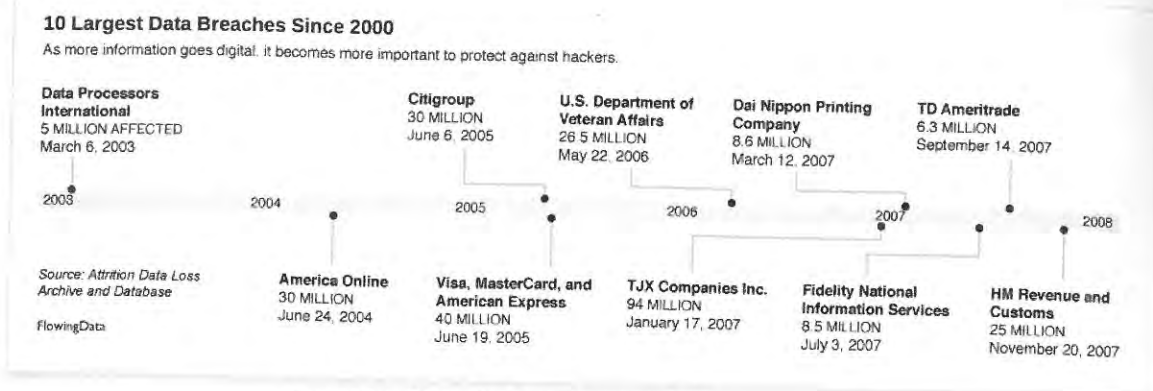 10 Largest Data Breaches Since 2000
As more information goes digital, it becomes more important to protect against hackers.
Data Processors
International
5 MILLION AFFECTED
March 6, 2003
Citigroup
30 MILLION
June 6, 2005
U.S. Department of
Veteran Affairs
26.5 MILLION
May 22, 2006
Dai Nippon Printing
Company
8.6 MILLION
March 12, 2007
TD Ameritrade
6.3 MILLION
September 14, 2007
2003
2004
2005
2006
2007
2008
Source: Attrition Data Loss
Archive and Database
FlowingData
America Online
30 MILLION
June 24, 2004
Visa, MasterCard, and
American Express
40 MILLION
June 19, 2005
TJX Companies Inc.
94 MILLION
January 17, 2007
Fidelity National
Information Services
8.5 MILLION
July 3, 2007
HM Revenue and
Customs
25 MILLION
November 20, 2007